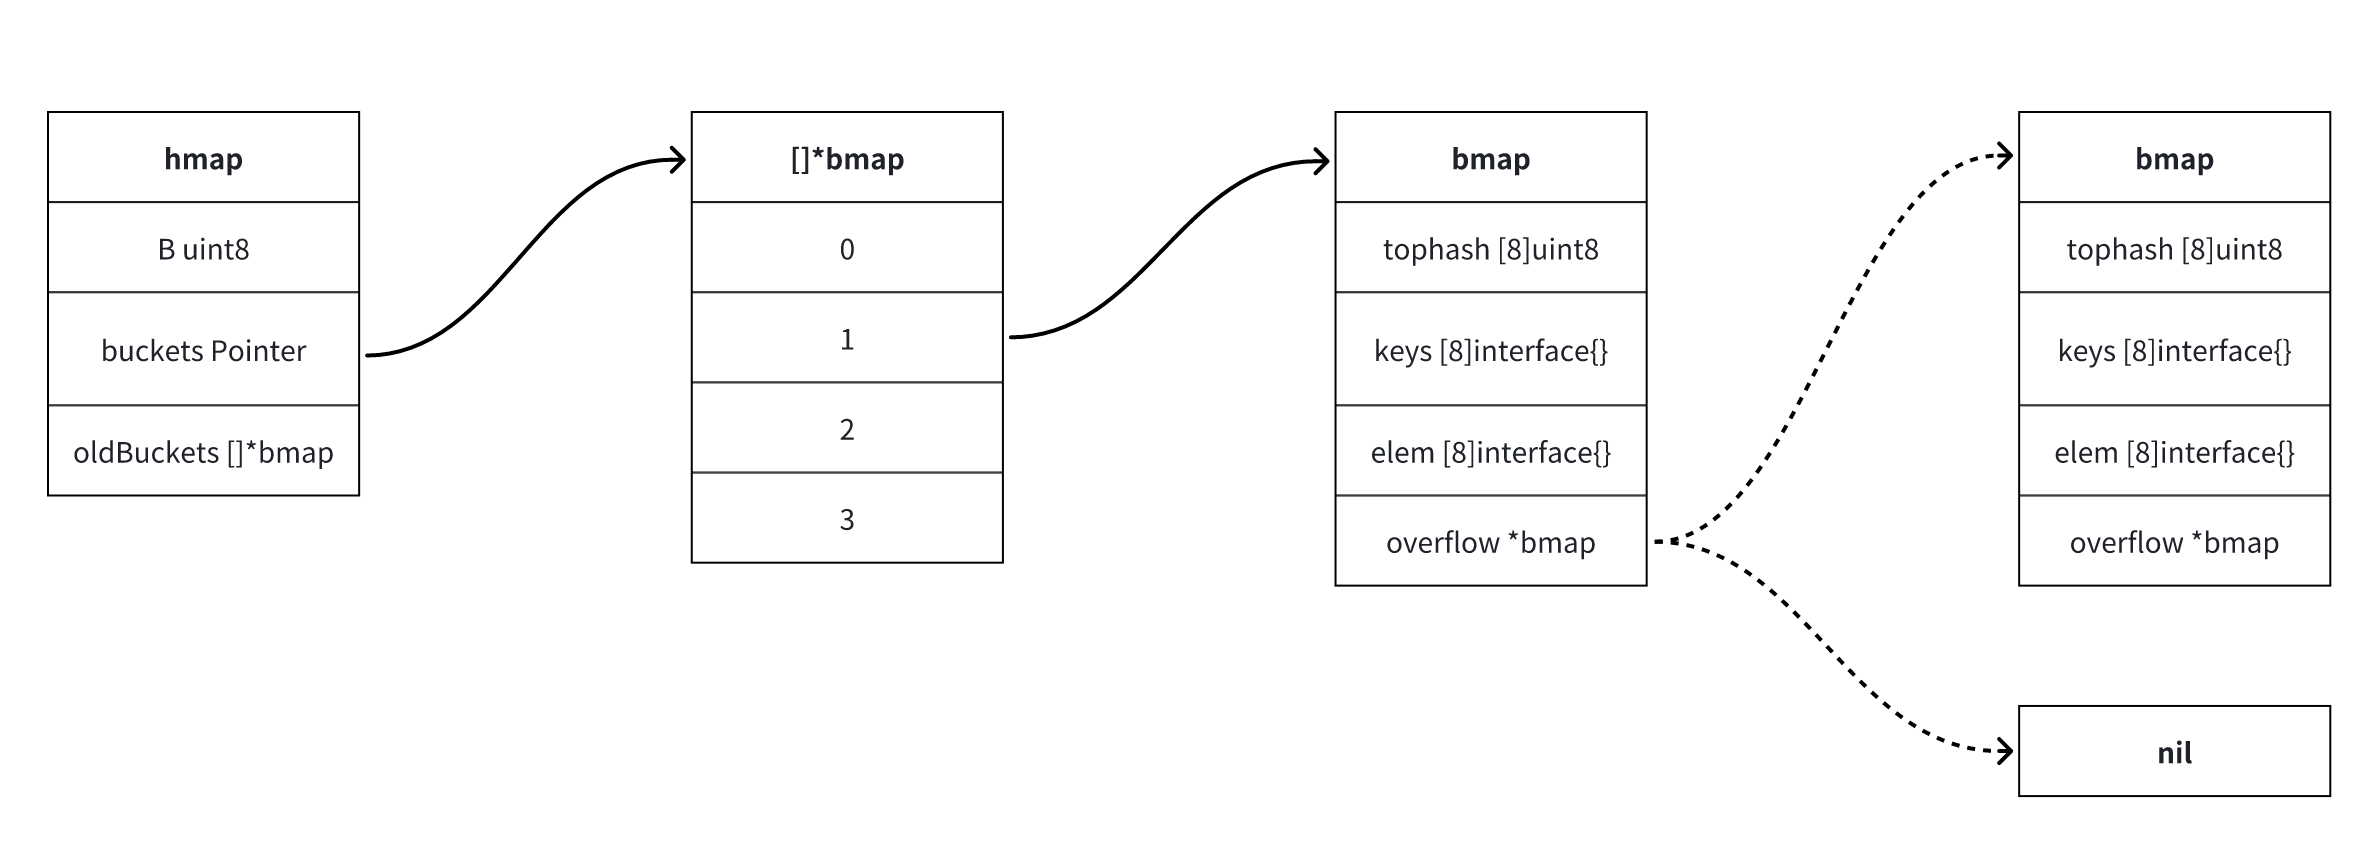 hmap
B uint8
buckets Pointer
oldBuckets []*bmap
[]*bmap
0
1
2
3
bmap
tophash [8]uint8
keys [8]interface{}
elem [8]interface{}
overflow *bmap
bmap
tophash [8]uint8
keys [8]interface{}
elem [8]interface{}
overflow *bmap
nil